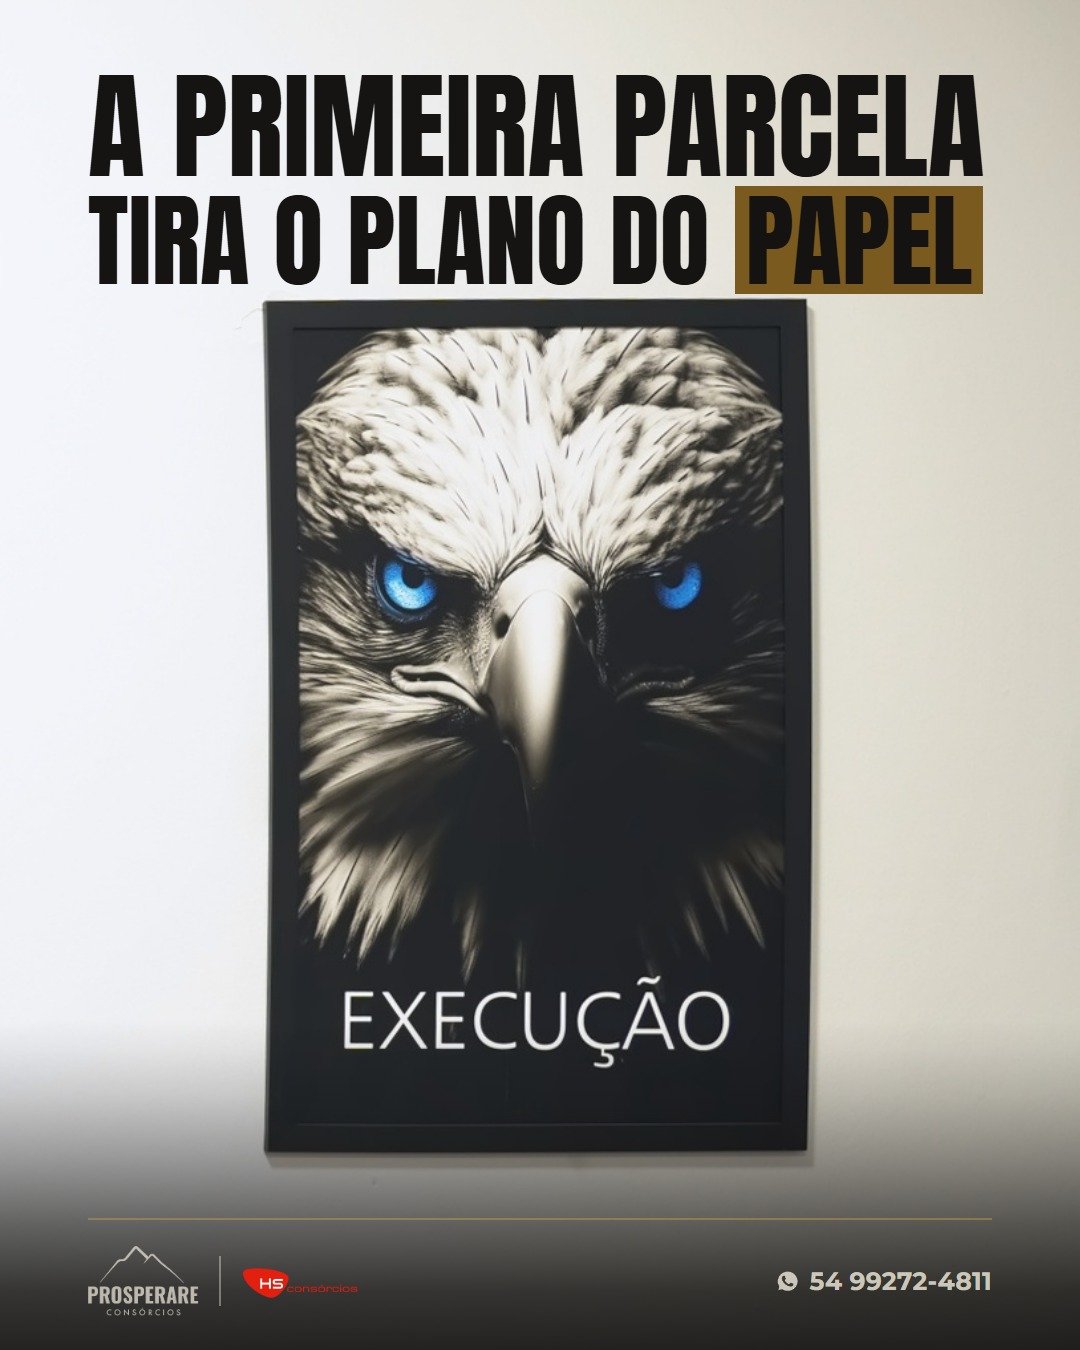 A PRIMEIRA PARCELA
TIRA O PLANO DO PAPEL
EXECUÇÃO
PROSPERARE
CONSÓRCIOS
HS consórcios
54 99272-4811